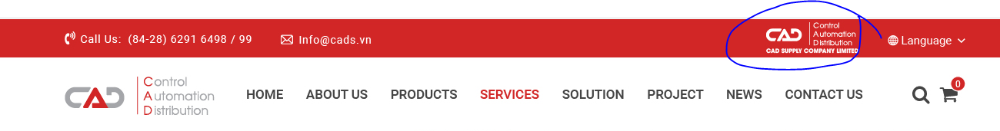 Call Us: (84-28) 6291 6498 / 99
Info@cads.vn
CAD
Control
Automation
Distribution
CAD SUPPLY COMPANY LIMITED
Language
CAD
Control
Automation
Distribution
HOME ABOUT US PRODUCTS SERVICES SOLUTION PROJECT NEWS CONTACT US
0